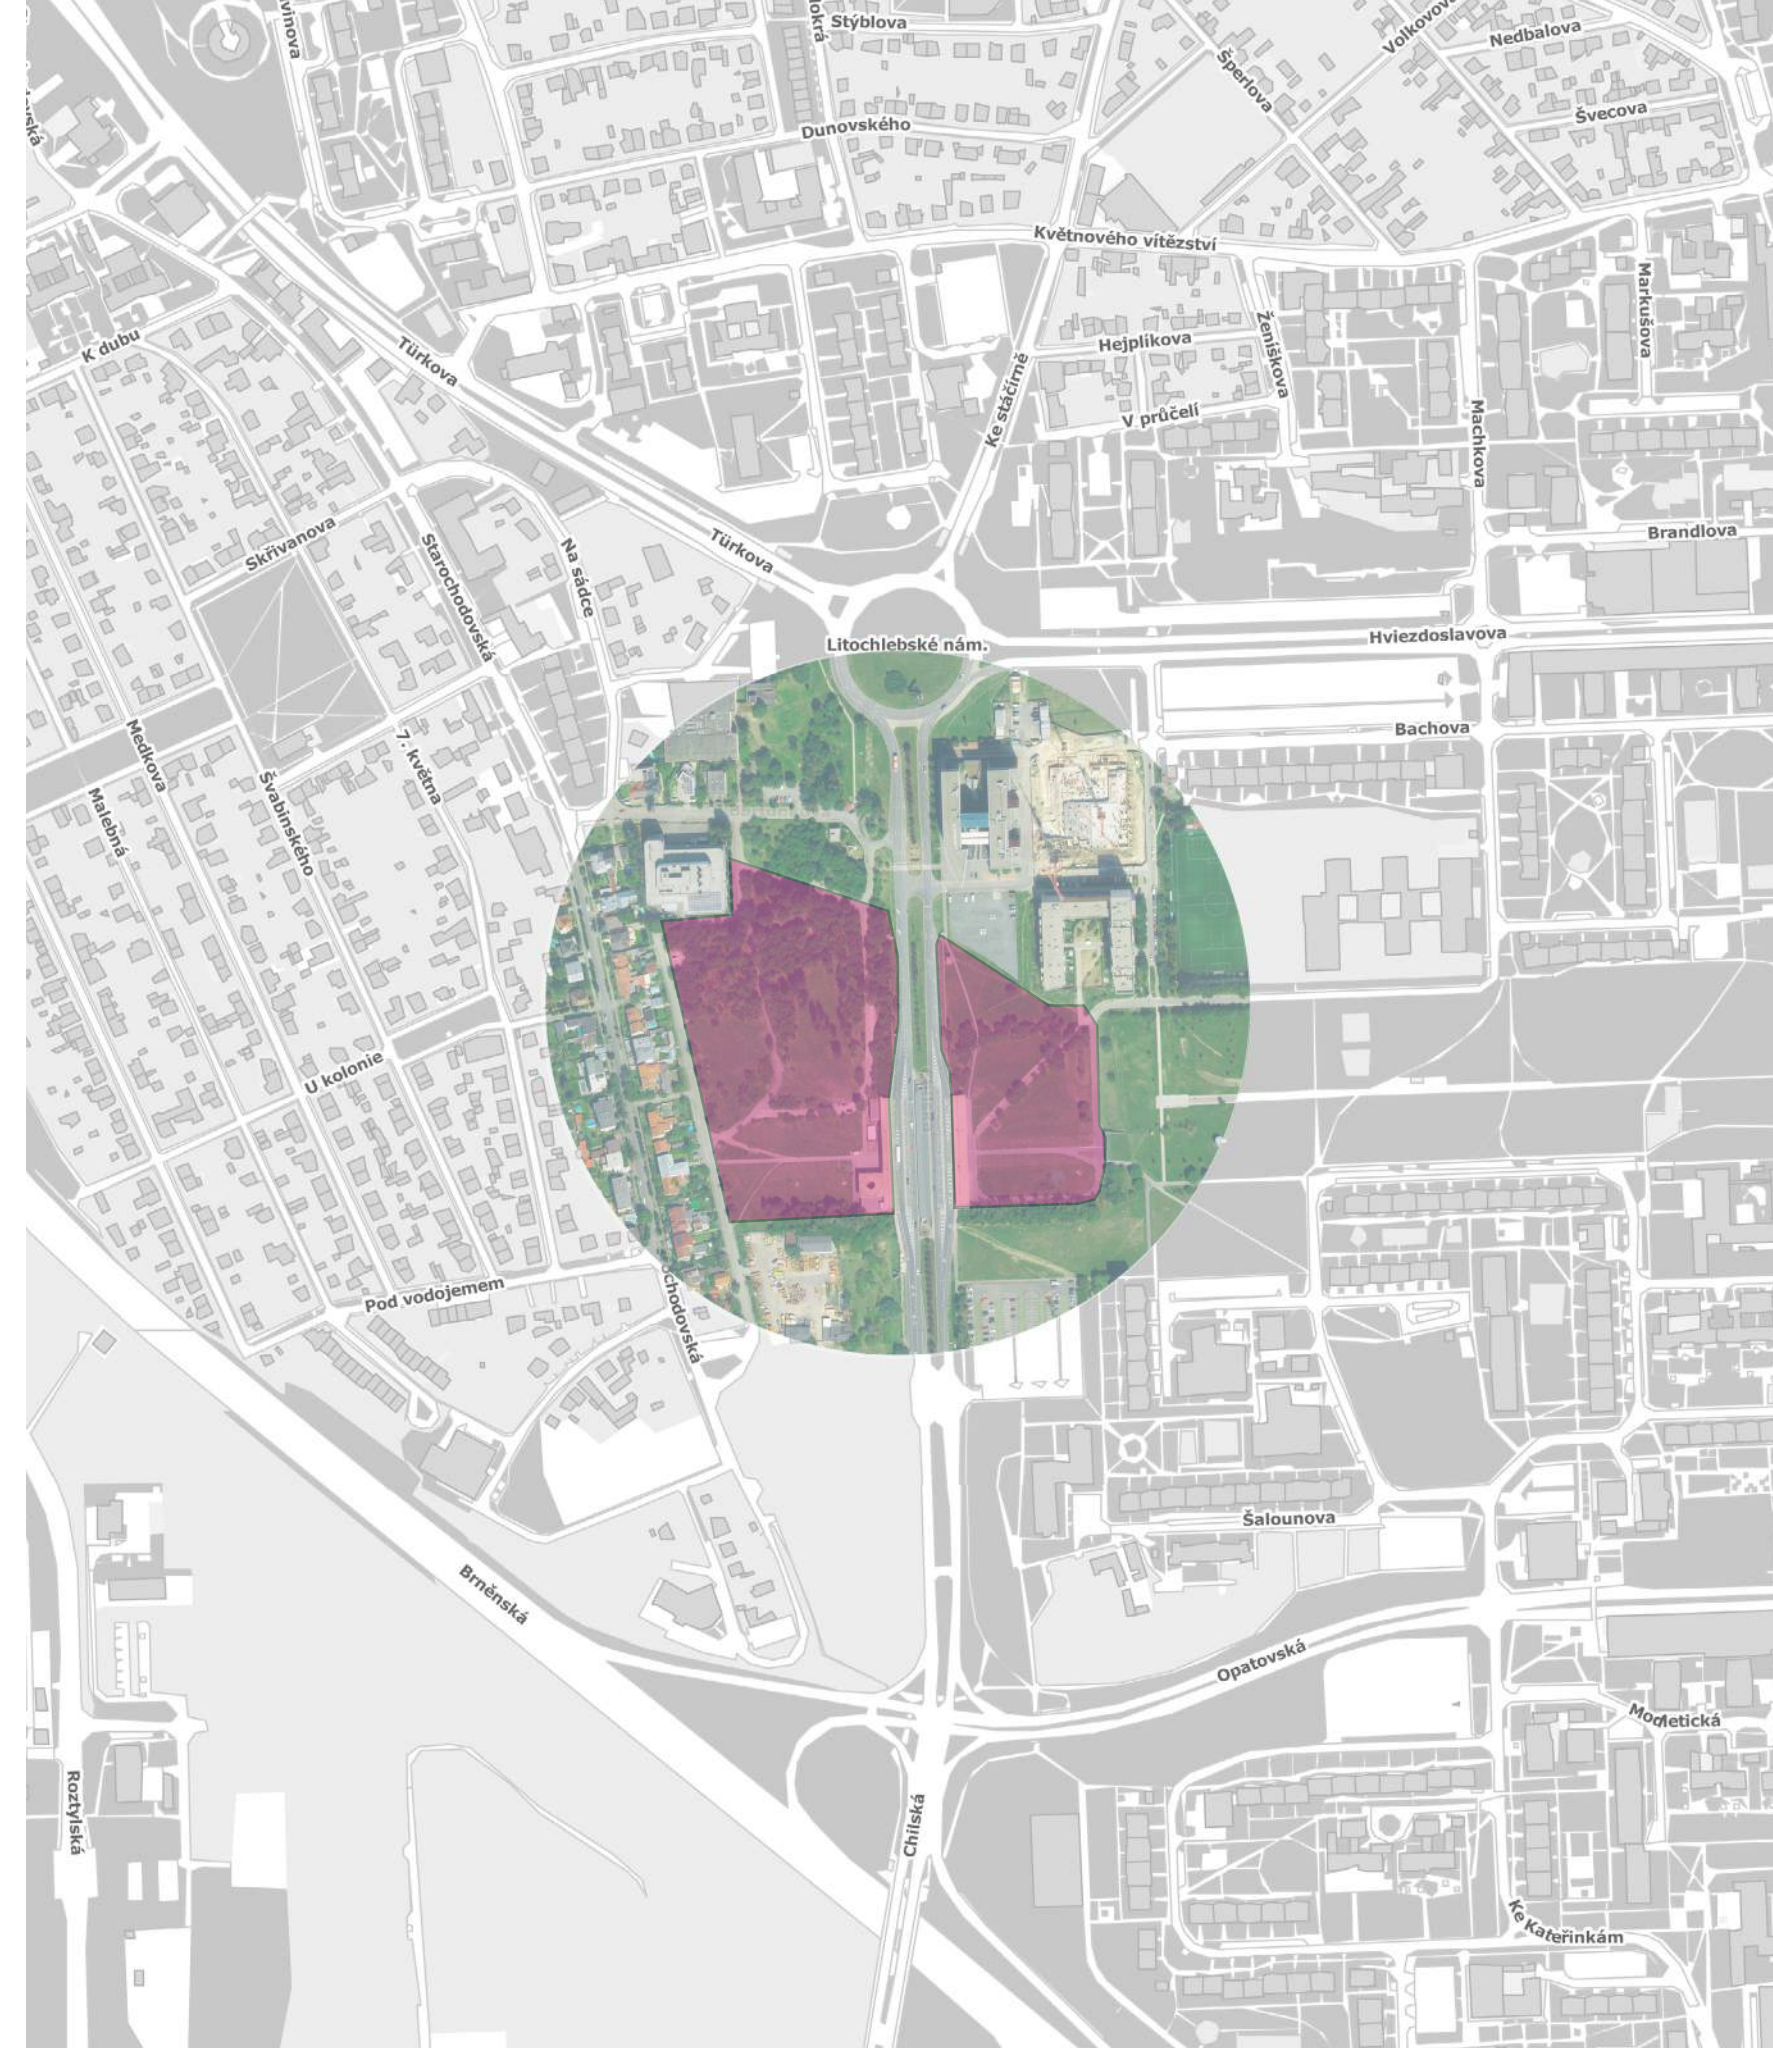 Stýblova
Nedbalova
Šperlova
Švecova
Dunovského
Květnového vítězství
Markušova
Ženíškova
Hejplíkova
K dubu
Türkova
Ke stáčírně
V průčelí
Machkova
Skřivanova
Starochodovská
Na sádce
Türkova
Brandlova
Litochlebské nám.
Hviezdoslavova
Bachova
Medkova
7. května
Malebná
Švabinského
U kolonie
Pod vodojemem
ochodovská
Šalounova
Brněnská
Opatovská
Roztylská
Chilská
Ke Kateřinkám